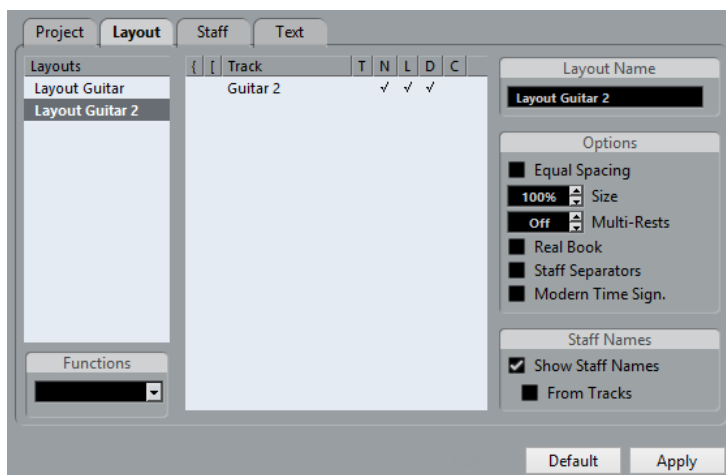 Project Layout Staff Text
Layouts
Layout Guitar
Layout Guitar 2
Functions
{ [ Track T N L D C
Guitar 2 √ √ √
Layout Name
Layout Guitar 2
Options
Equal Spacing
100% Size
Off Multi-Rests
Real Book
Staff Separators
Modern Time Sign.
Staff Names
Show Staff Names
From Tracks
Default Apply